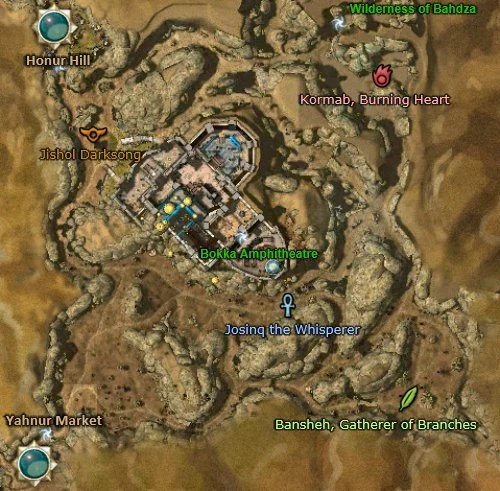 Wilderness of Bahdza
Honur Hill
Kormab, Burning Heart
Jishol Darksong
Bokka Amphitheatre
Josinq the Whisperer
Yahnur Market
Bansheh, Gatherer of Branches